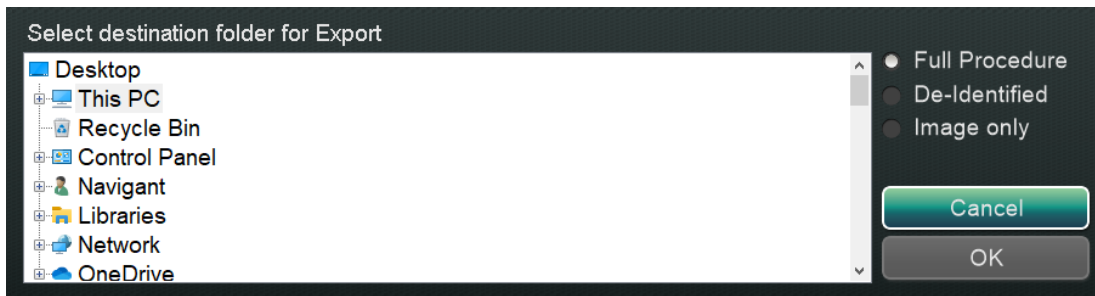 Select destination folder for Export
Desktop
This PC
Recycle Bin
Control Panel
Navigant
Libraries
Network
OneDrive
Full Procedure
De-Identified
Image only
Cancel
OK